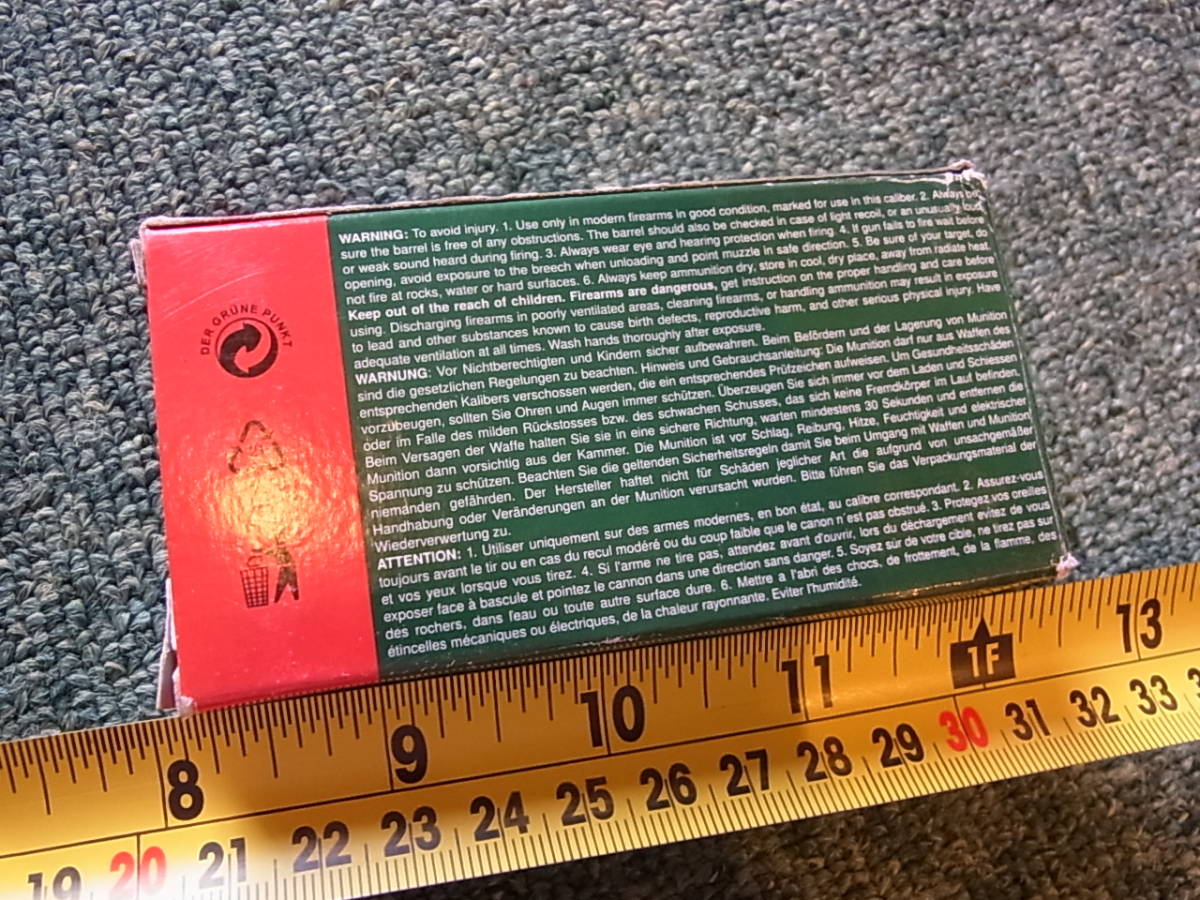 DER GRÜNE PUNKT
WARNING: To avoid injury. 1. Use only in modern firearms in good condition, marked for use in this caliber. 2. Always be
sure the barrel is free of any obstructions. The barrel should also be checked in case of light recoil, or an unusually loud
or weak sound heard during firing. 3. Always wear eye and hearing protection when firing. 4. If gun fails to fire wait before
opening, avoid exposure to the breech when unloading and point muzzle in safe direction. 5. Be sure of your target, do
not fire at rocks, water or hard surfaces. 6. Always keep ammunition dry, store in cool, dry place, away from radiate heat.
Keep out of the reach of children. Firearms are dangerous, get instruction on the proper handling and care before
using. Discharging firearms in poorly ventilated areas, cleaning firearms, or handling ammunition may result in exposure
to lead and other substances known to cause birth defects, reproductive harm, and other serious physical injury. Have
adequate ventilation at all times. Wash hands thoroughly after exposure.
WARNUNG: Vor Nichtberechtigten und Kindern sicher aufbewahren. Beim Befördern und der Lagerung von Munition
sind die gesetzlichen Regelungen zu beachten. Hinweis und Gebrauchsanleitung: Die Munition darf nur aus Waffen des
entsprechenden Kalibers verschossen werden, die ein entsprechendes Prüfzeichen aufweisen. Um Gesundheitsschäden
vorzubeugen, sollten Sie Ohren und Augen immer schützen. Überzeugen Sie sich immer vor dem Laden und Schiessen
oder im Falle des milden Rückstosses bzw. des schwachen Schusses, das sich keine Fremdkörper im Lauf befinden.
Beim Versagen der Waffe halten Sie sie in eine sichere Richtung, warten mindestens 30 Sekunden und entfernen die
Munition dann vorsichtig aus der Kammer. Die Munition ist vor Schlag, Reibung, Hitze, Feuchtigkeit und elektrischer
Spannung zu schützen. Beachten Sie die geltenden Sicherheitsregeln damit Sie beim Umgang mit Waffen und Munition
niemanden gefährden. Der Hersteller haftet nicht für Schäden jeglicher Art die aufgrund von unsachgemäßer
Handhabung oder Veränderungen an der Munition verursacht wurden. Bitte führen Sie das Verpackungsmaterial der
Wiederverwertung zu.
ATTENTION: 1. Utiliser uniquement sur des armes modernes, en bon état, au calibre correspondant. 2. Assurez-vous
toujours avant le tir ou en cas du recul modéré ou du coup faible que le canon n'est pas obstrué. 3. Protegez vos oreilles
et vos yeux lorsque vous tirez. 4. Si l'arme ne tire pas, attendez avant d'ouvrir, lors du déchargement evitez de vous
exposer face à bascule et pointez le cannon dans une direction sans danger. 5. Soyez sûr de votre cible, ne tirez pas sur
des rochers, dans l'eau ou toute autre surface dure. 6. Mettre a l'abri des chocs, de frottement, de la flamme, des
étincelles mécaniques ou électriques, de la chaleur rayonnante. Eviter l'humidité.
8 9 10 11 1F 13
19 20 21 22 23 24 25 26 27 28 29 30 31 32 33